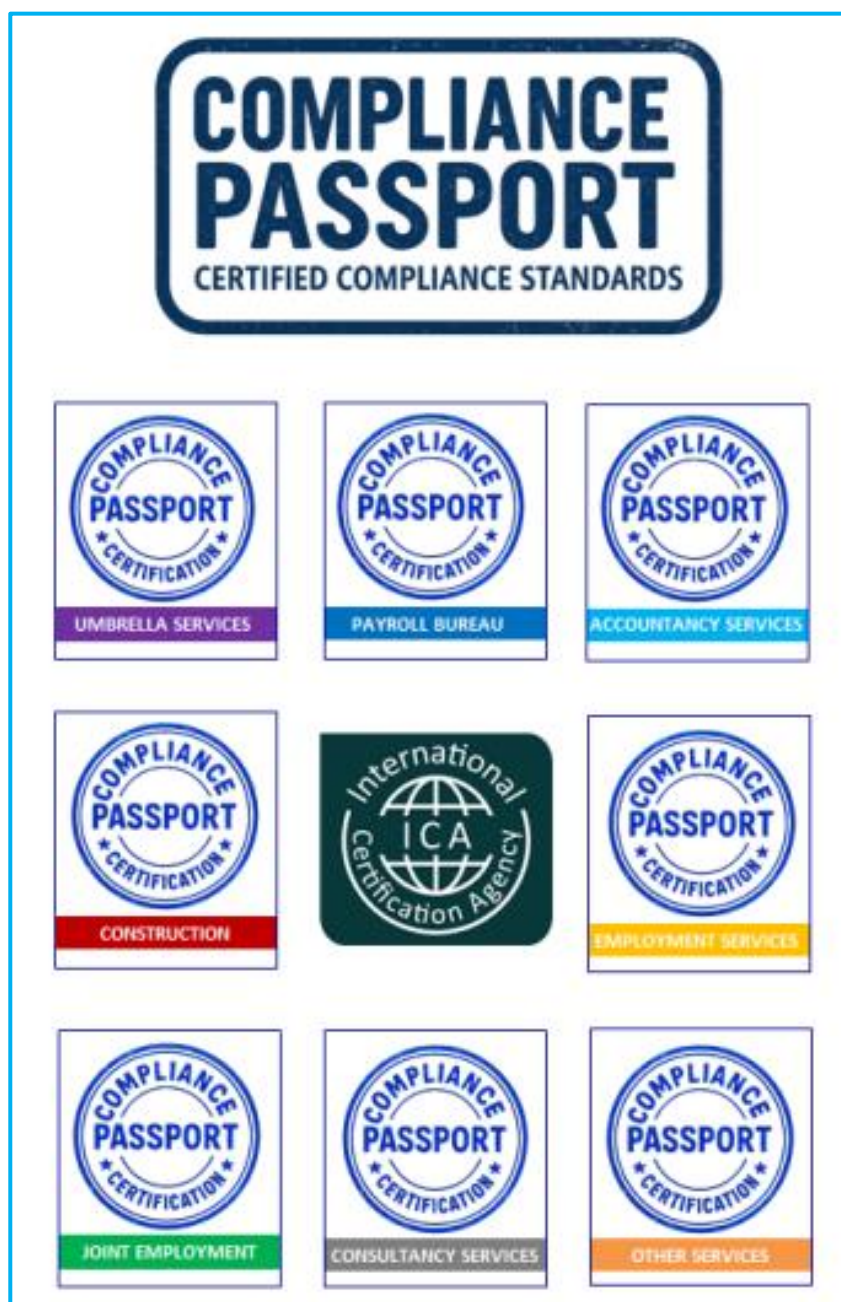 COMPLIANCE
PASSPORT
CERTIFIED COMPLIANCE STANDARDS
COMPLIANCE
PASSPORT
CERTIFICATION
UMBRELLA SERVICES
COMPLIANCE
PASSPORT
CERTIFICATION
PAYROLL BUREAU
COMPLIANCE
PASSPORT
CERTIFICATION
ACCOUNTANCY SERVICES
COMPLIANCE
PASSPORT
CERTIFICATION
CONSTRUCTION
International
ICA
Certification Agency
COMPLIANCE
PASSPORT
CERTIFICATION
EMPLOYMENT SERVICES
COMPLIANCE
PASSPORT
CERTIFICATION
JOINT EMPLOYMENT
COMPLIANCE
PASSPORT
CERTIFICATION
CONSULTANCY SERVICES
COMPLIANCE
PASSPORT
CERTIFICATION
OTHER SERVICES